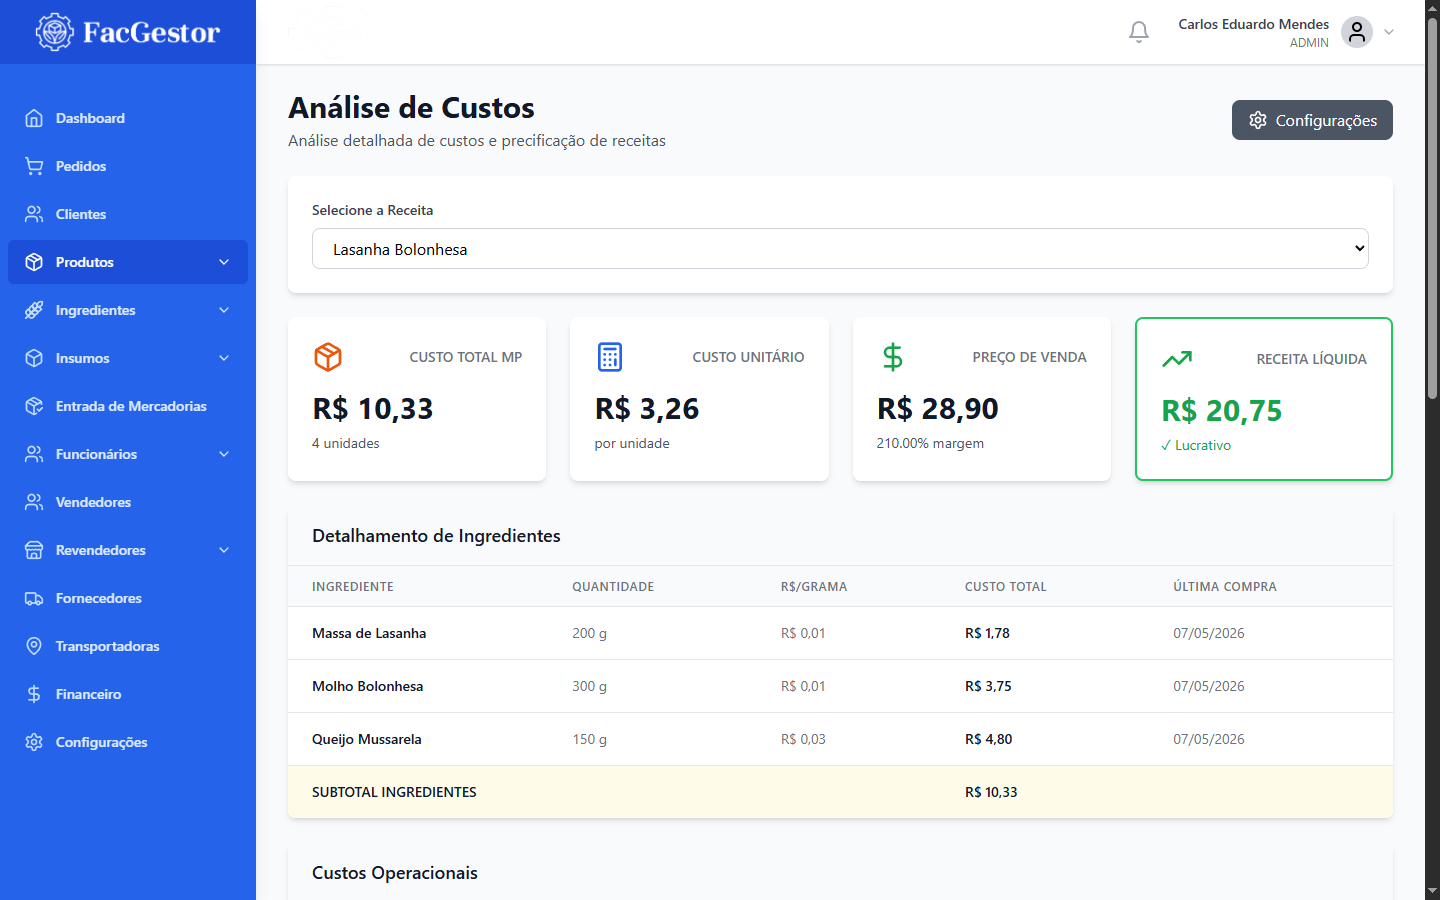 FacGestor
Carlos Eduardo Mendes
ADMIN
Dashboard
Pedidos
Clientes
Produtos
Ingredientes
Insumos
Entrada de Mercadorias
Funcionários
Vendedores
Revendedores
Fornecedores
Transportadoras
Financeiro
Configurações
Análise de Custos
Análise detalhada de custos e precificação de receitas
Configurações
Selecione a Receita
Lasanha Bolonhesa
CUSTO TOTAL MP
R$ 10,33
4 unidades
CUSTO UNITÁRIO
R$ 3,26
por unidade
PREÇO DE VENDA
R$ 28,90
210.00% margem
RECEITA LÍQUIDA
R$ 20,75
✓ Lucrativo
Detalhamento de Ingredientes
INGREDIENTE QUANTIDADE R$/GRAMA CUSTO TOTAL ÚLTIMA COMPRA
Massa de Lasanha 200 g R$ 0,01 R$ 1,78 07/05/2026
Molho Bolonhesa 300 g R$ 0,01 R$ 3,75 07/05/2026
Queijo Mussarela 150 g R$ 0,03 R$ 4,80 07/05/2026
SUBTOTAL INGREDIENTES R$ 10,33
Custos Operacionais